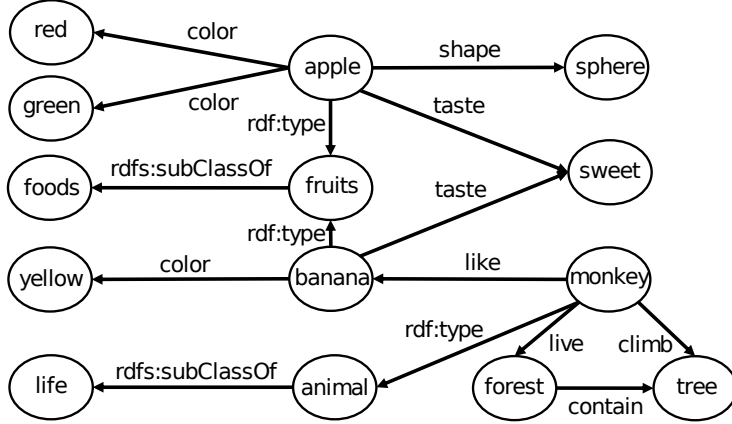 red
color
apple
shape
sphere
green
color
rdf:type
taste
foods
rdfs:subClassOf
fruits
taste
sweet
rdf:type
yellow
color
banana
like
monkey
rdf:type
live
climb
life
rdfs:subClassOf
animal
forest
contain
tree